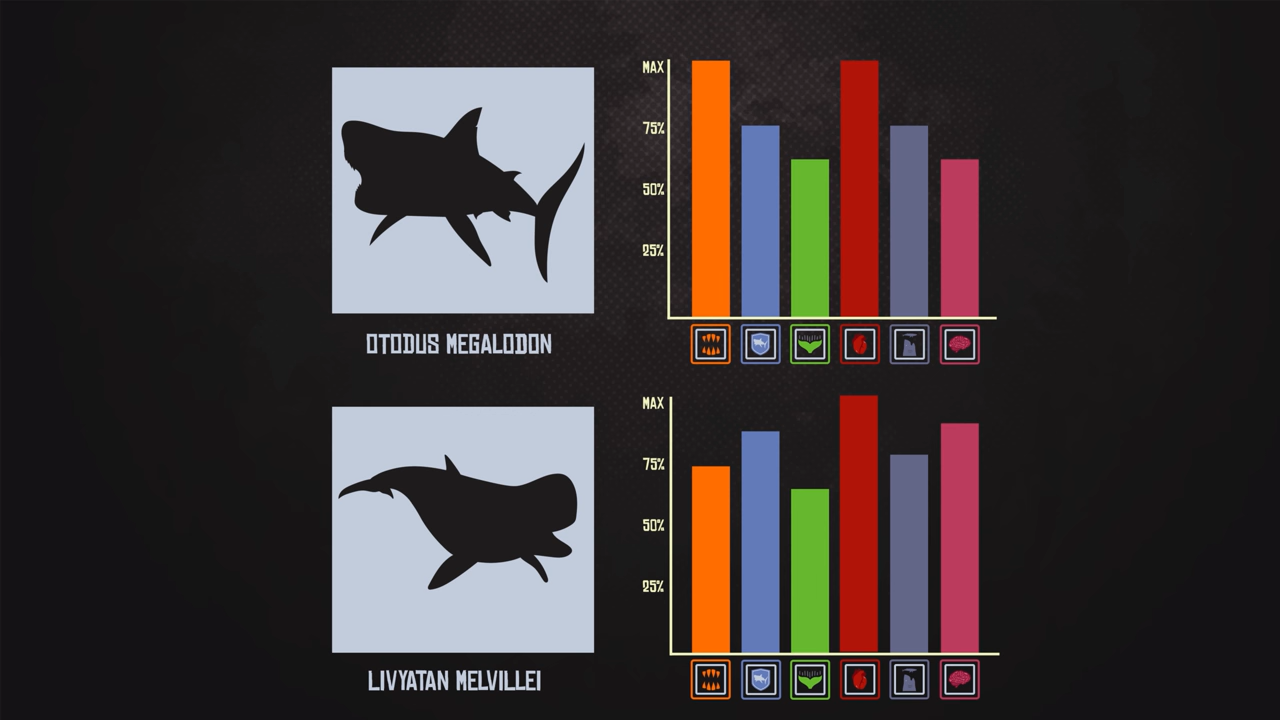 MAX
75%
50%
25%
OTODUS MEGALODON
MAX
75%
50%
25%
LIVYATAN MELVILLEI